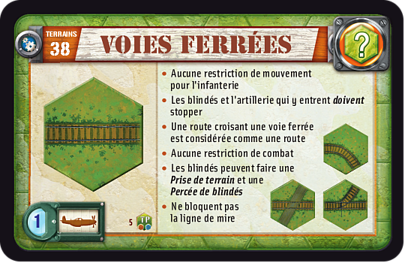 TERRAINS
38
VOIES FERRÉES
?
• Aucune restriction de mouvement
pour l'infanterie
• Les blindés et l'artillerie qui y entrent doivent
stopper
• Une route croisant une voie ferrée
est considérée comme une route
• Aucune restriction de combat
• Les blindés peuvent faire une
Prise de terrain et une
Percée de blindés
• Ne bloquent pas
la ligne de mire
1
5